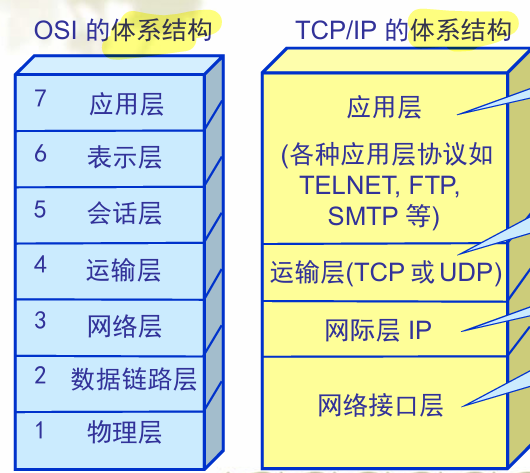 OSI 的体系结构
7 应用层
6 表示层
5 会话层
4 运输层
3 网络层
2 数据链路层
1 物理层
TCP/IP 的体系结构
应用层
(各种应用层协议如
TELNET, FTP,
SMTP 等)
运输层(TCP 或 UDP)
网际层 IP
网络接口层